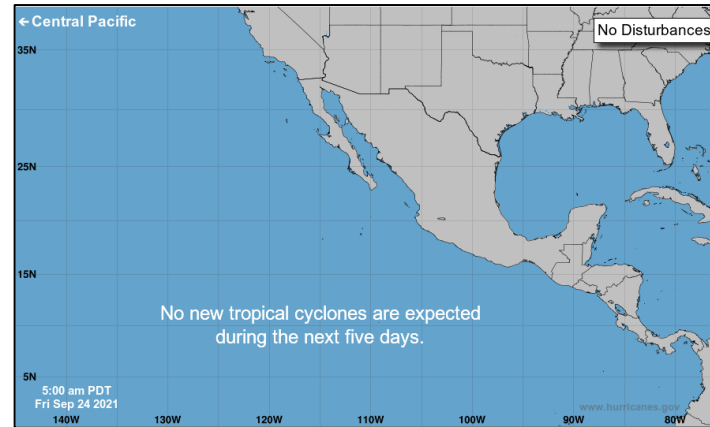 ← Central Pacific
No Disturbances
35N
25N
15N
No new tropical cyclones are expected
during the next five days.
5N
5:00 am PDT
Fri Sep 24 2021
www.hurricanes.gov
140W 130W 120W 110W 100W 90W 80W